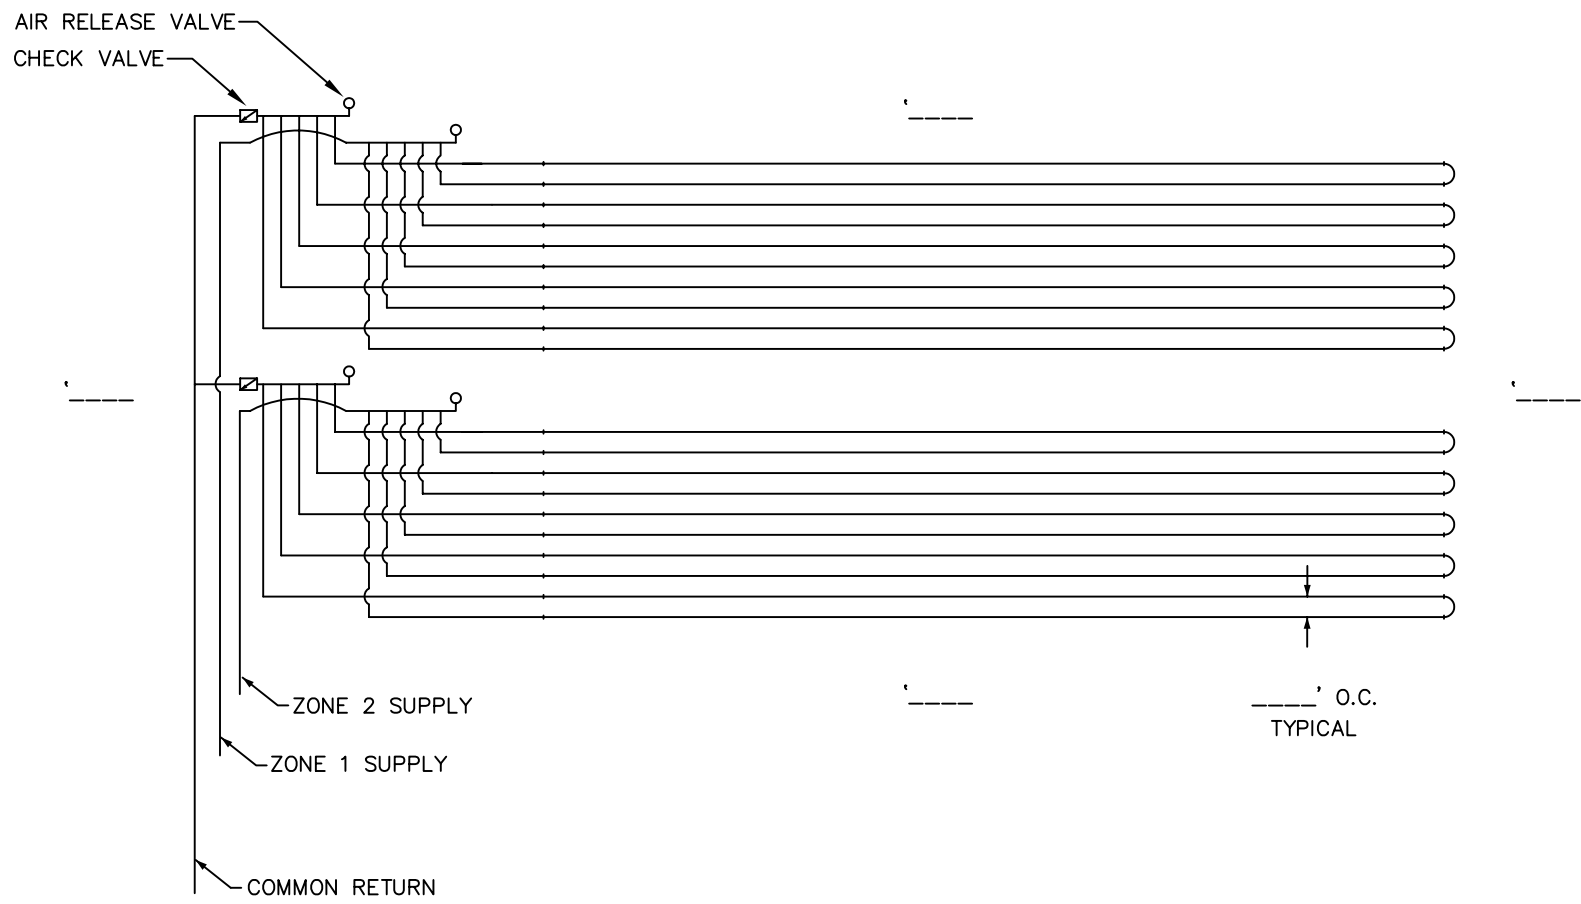 AIR RELEASE VALVE
CHECK VALVE
'____
'____
'____
ZONE 2 SUPPLY
'____
____' O.C.
TYPICAL
ZONE 1 SUPPLY
COMMON RETURN